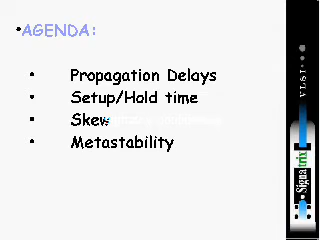 •AGENDA:
• Propagation Delays
• Setup/Hold time
• Skew
• Metastability
VLSI
Signatrix